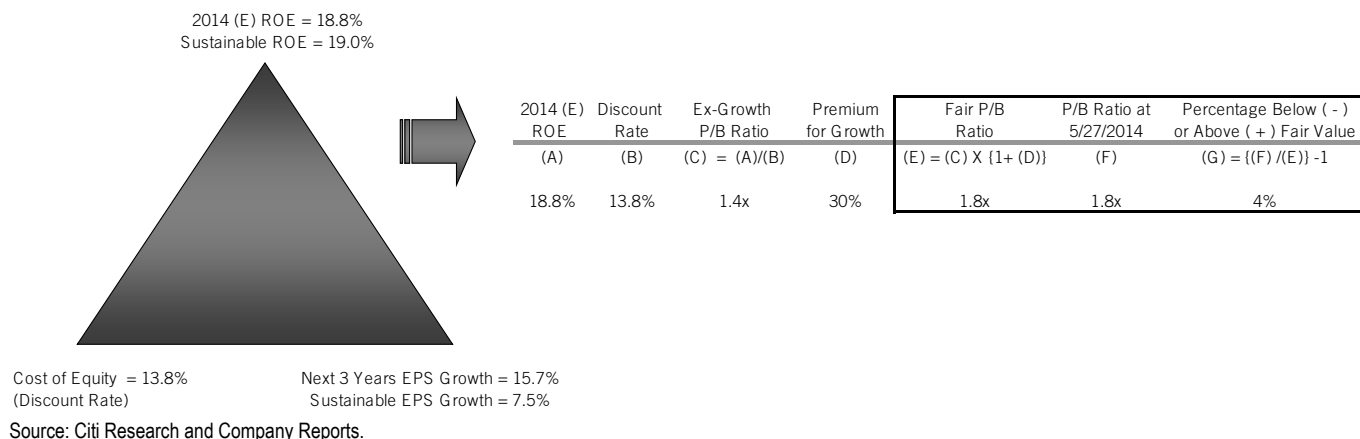 2014 (E) ROE = 18.8%
Sustainable ROE = 19.0%
2014 (E) Discount Ex-Growth Premium Fair P/B P/B Ratio at Percentage Below ( - )
ROE Rate P/B Ratio for Growth Ratio 5/27/2014 or Above ( + ) Fair Value
(A) (B) (C) = (A)/(B) (D) (E) = (C) X {1+ (D)} (F) (G) = {(F) /(E)} -1
18.8% 13.8% 1.4x 30% 1.8x 1.8x 4%
Cost of Equity = 13.8% Next 3 Years EPS Growth = 15.7%
(Discount Rate) Sustainable EPS Growth = 7.5%
Source: Citi Research and Company Reports.